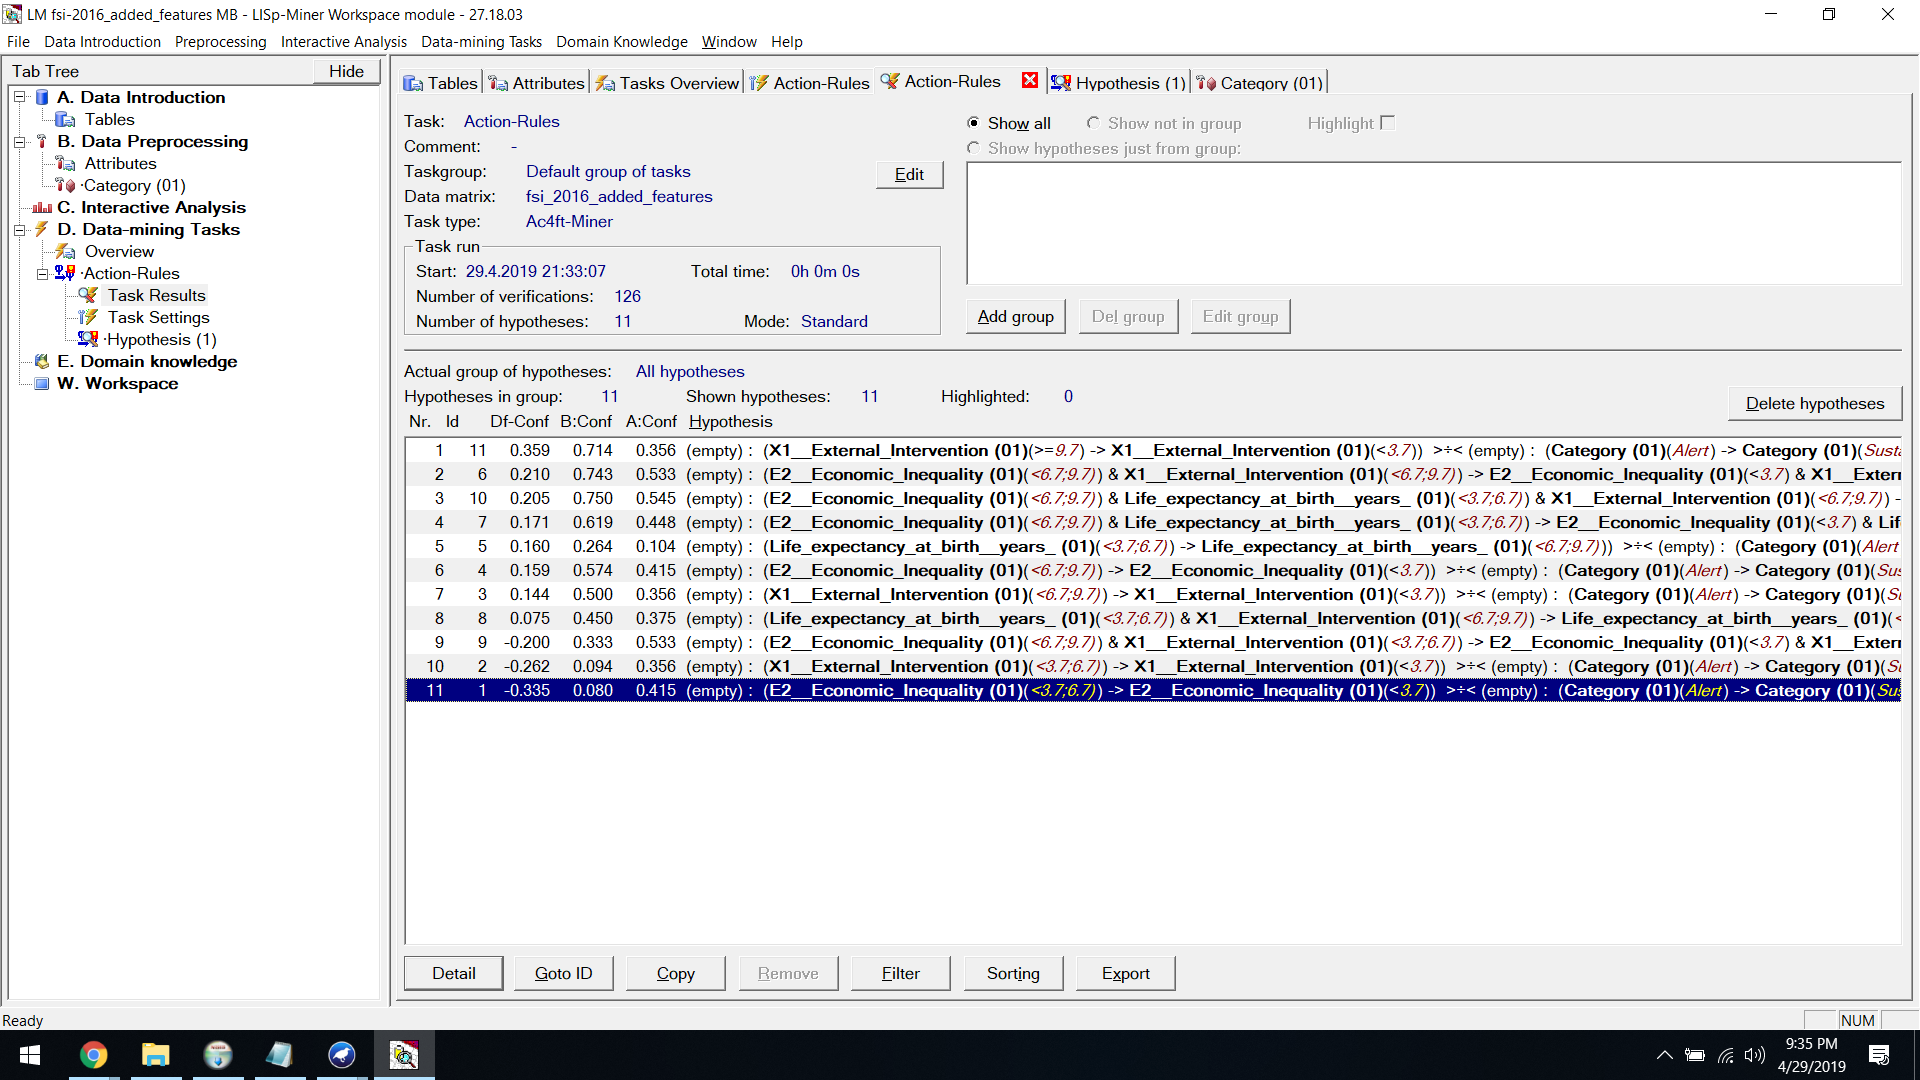 LM fsi-2016_added_features MB - LISp-Miner Workspace module - 27.18.03
File Data Introduction Preprocessing Interactive Analysis Data-mining Tasks Domain Knowledge Window Help
Tab Tree Hide
A. Data Introduction
Tables
B. Data Preprocessing
Attributes
·Category (01)
C. Interactive Analysis
D. Data-mining Tasks
Overview
·Action-Rules
Task Results
Task Settings
·Hypothesis (1)
E. Domain knowledge
W. Workspace
Tables Attributes Tasks Overview Action-Rules Action-Rules Hypothesis (1) Category (01)
Task: Action-Rules
Comment: -
Taskgroup: Default group of tasks
Edit
Data matrix: fsi_2016_added_features
Task type: Ac4ft-Miner
Task run
Start: 29.4.2019 21:33:07 Total time: 0h 0m 0s
Number of verifications: 126
Number of hypotheses: 11 Mode: Standard
Show all Show not in group Highlight
Show hypotheses just from group:
Add group Del group Edit group
Actual group of hypotheses: All hypotheses
Hypotheses in group: 11 Shown hypotheses: 11 Highlighted: 0
Delete hypotheses
Nr. Id Df-Conf B:Conf A:Conf Hypothesis
1 11 0.359 0.714 0.356 (empty) : (X1__External_Intervention (01)(>=9.7) -> X1__External_Intervention (01)(<3.7)) >÷< (empty) : (Category (01)(Alert) -> Category (01)(Susta
2 6 0.210 0.743 0.533 (empty) : (E2__Economic_Inequality (01)(<6.7;9.7)) & X1__External_Intervention (01)(<6.7;9.7)) -> E2__Economic_Inequality (01)(<3.7) & X1__Extern
3 10 0.205 0.750 0.545 (empty) : (E2__Economic_Inequality (01)(<6.7;9.7)) & Life_expectancy_at_birth__years_ (01)(<3.7;6.7)) & X1__External_Intervention (01)(<6.7;9.7)) -
4 7 0.171 0.619 0.448 (empty) : (E2__Economic_Inequality (01)(<6.7;9.7)) & Life_expectancy_at_birth__years_ (01)(<3.7;6.7)) -> E2__Economic_Inequality (01)(<3.7) & Lif
5 5 0.160 0.264 0.104 (empty) : (Life_expectancy_at_birth__years_ (01)(<3.7;6.7)) -> Life_expectancy_at_birth__years_ (01)(<6.7;9.7))) >÷< (empty) : (Category (01)(Alert
6 4 0.159 0.574 0.415 (empty) : (E2__Economic_Inequality (01)(<6.7;9.7)) -> E2__Economic_Inequality (01)(<3.7)) >÷< (empty) : (Category (01)(Alert) -> Category (01)(Sus
7 3 0.144 0.500 0.356 (empty) : (X1__External_Intervention (01)(<6.7;9.7)) -> X1__External_Intervention (01)(<3.7)) >÷< (empty) : (Category (01)(Alert) -> Category (01)(Su
8 8 0.075 0.450 0.375 (empty) : (Life_expectancy_at_birth__years_ (01)(<3.7;6.7)) & X1__External_Intervention (01)(<6.7;9.7)) -> Life_expectancy_at_birth__years_ (01)(<
9 9 -0.200 0.333 0.533 (empty) : (E2__Economic_Inequality (01)(<6.7;9.7)) & X1__External_Intervention (01)(<3.7;6.7)) -> E2__Economic_Inequality (01)(<3.7) & X1__Extern
10 2 -0.262 0.094 0.356 (empty) : (X1__External_Intervention (01)(<3.7;6.7)) -> X1__External_Intervention (01)(<3.7)) >÷< (empty) : (Category (01)(Alert) -> Category (01)(Su
11 1 -0.335 0.080 0.415 (empty) : (E2__Economic_Inequality (01)(<3.7;6.7)) -> E2__Economic_Inequality (01)(<3.7)) >÷< (empty) : (Category (01)(Alert) -> Category (01)(Sus
Detail Goto ID Copy Remove Filter Sorting Export
Ready NUM
9:35 PM
4/29/2019